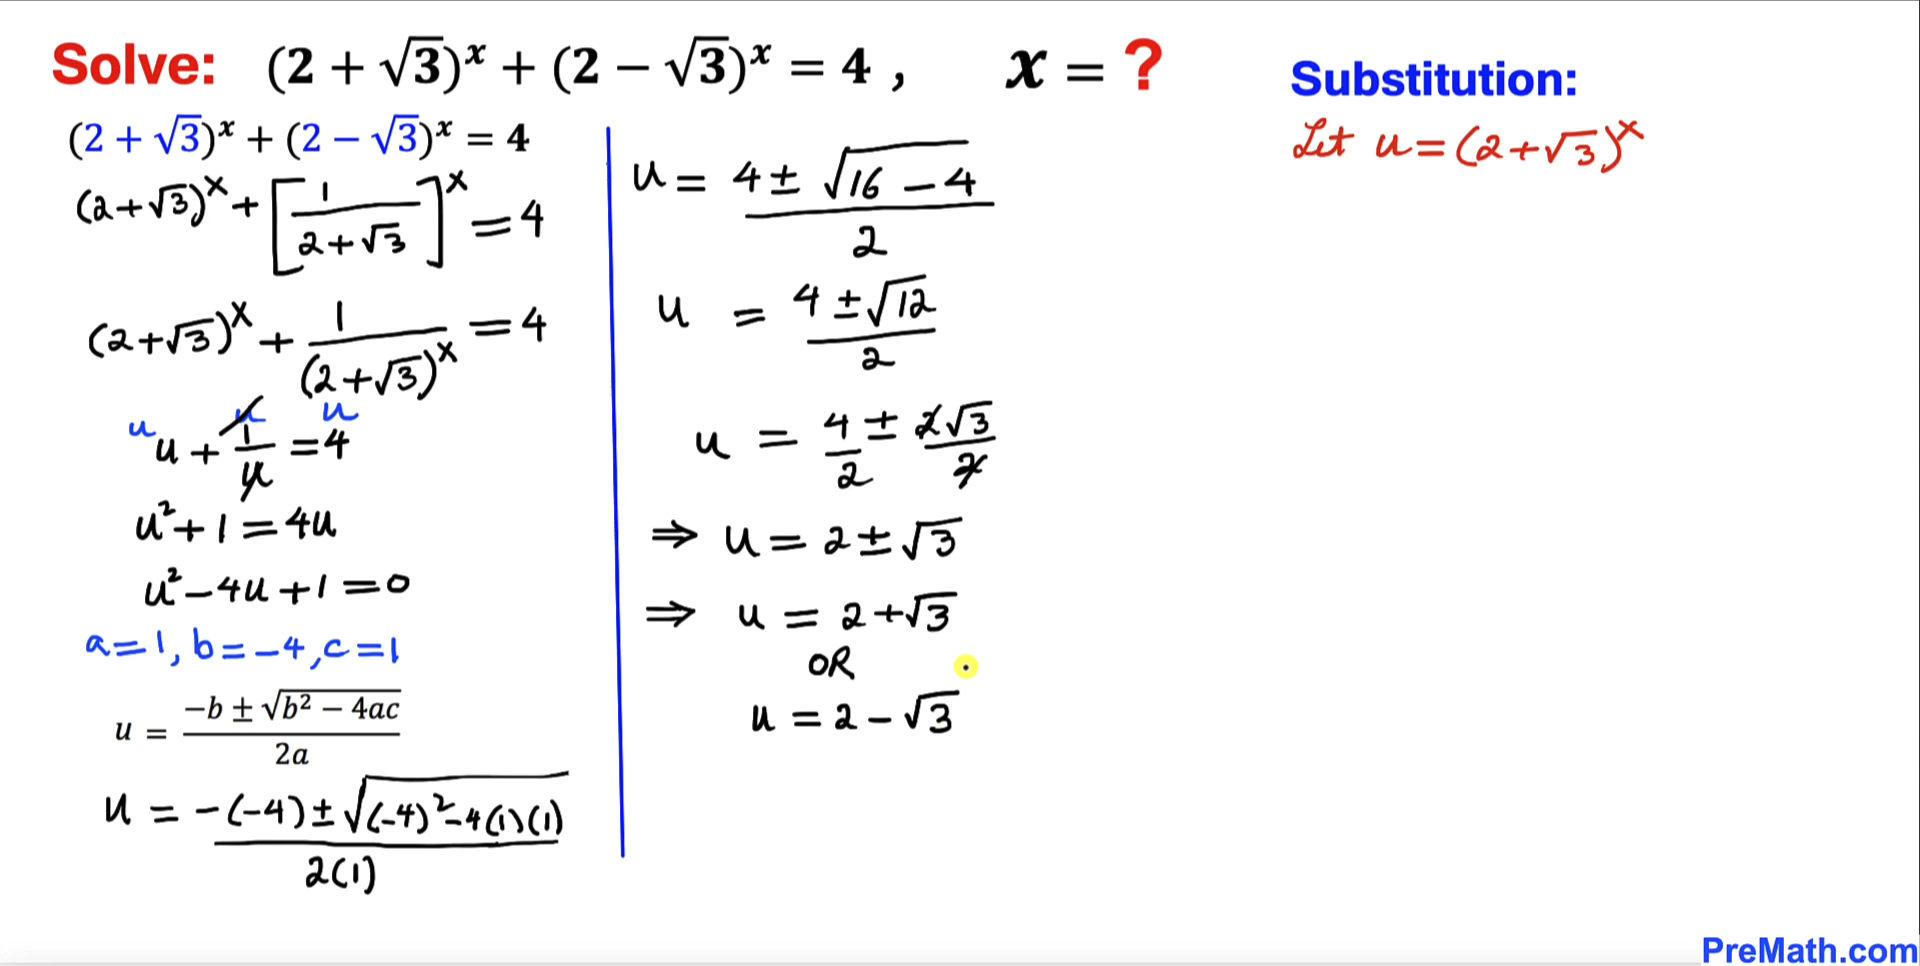 Solve: (2 + √3)ˣ + (2 − √3)ˣ = 4 , x = ?
(2 + √3)ˣ + (2 − √3)ˣ = 4
(2+√3)ˣ + [1/(2+√3)]ˣ = 4
(2+√3)ˣ + 1/(2+√3)ˣ = 4
u u u
u + 1/u = 4
u² + 1 = 4u
u² − 4u + 1 = 0
a = 1, b = −4, c = 1
u = (−b ± √(b² − 4ac))/2a
u = (−(−4) ± √((−4)² − 4(1)(1)))/2(1)
u = (4 ± √(16 − 4))/2
u = (4 ± √12)/2
u = 4/2 ± 2√3/2
⇒ u = 2 ± √3
⇒ u = 2 + √3
OR
u = 2 − √3
Substitution:
Let u = (2+√3)ˣ
PreMath.com